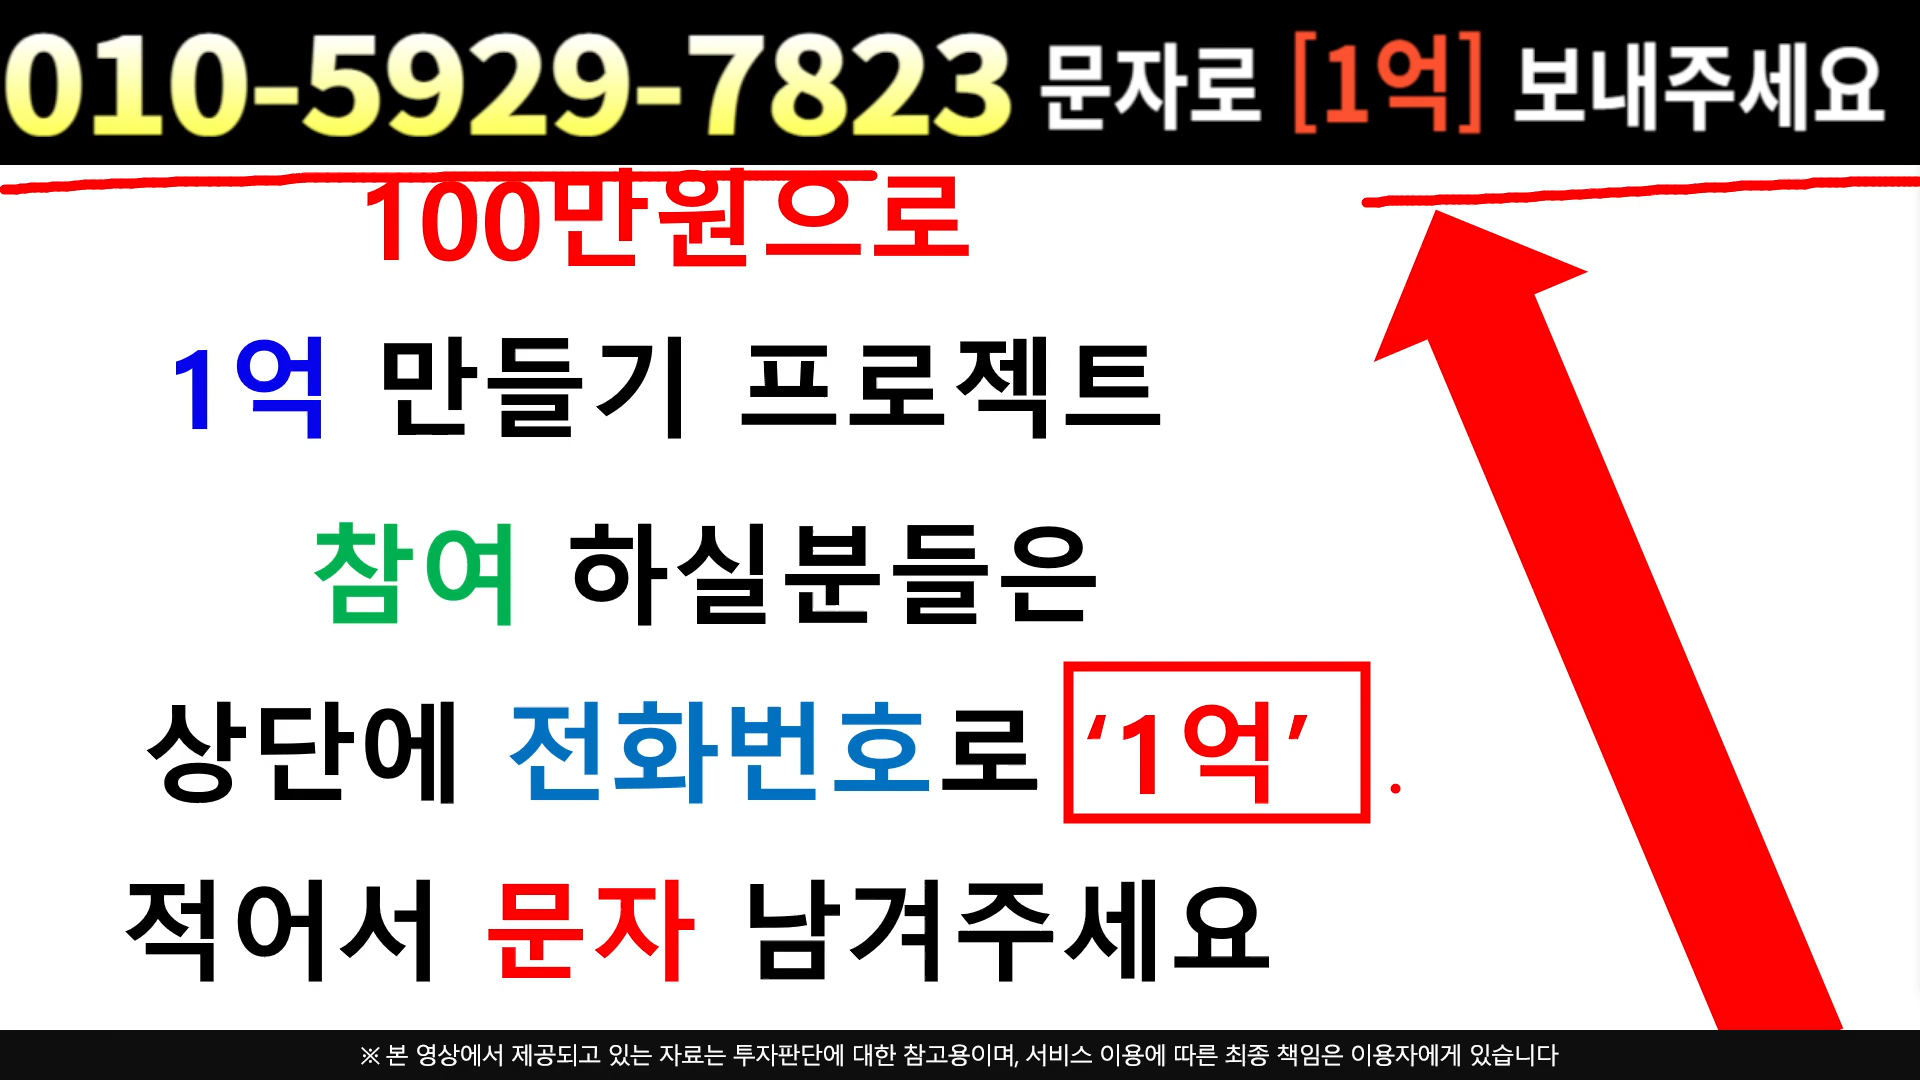 010-5929-7823 문자로 [1억] 보내주세요
100만원으로
1억 만들기 프로젝트
참여 하실분들은
상단에 전화번호로 ‘1억’ .
적어서 문자 남겨주세요
※ 본 영상에서 제공되고 있는 자료는 투자판단에 대한 참고용이며, 서비스 이용에 따른 최종 책임은 이용자에게 있습니다